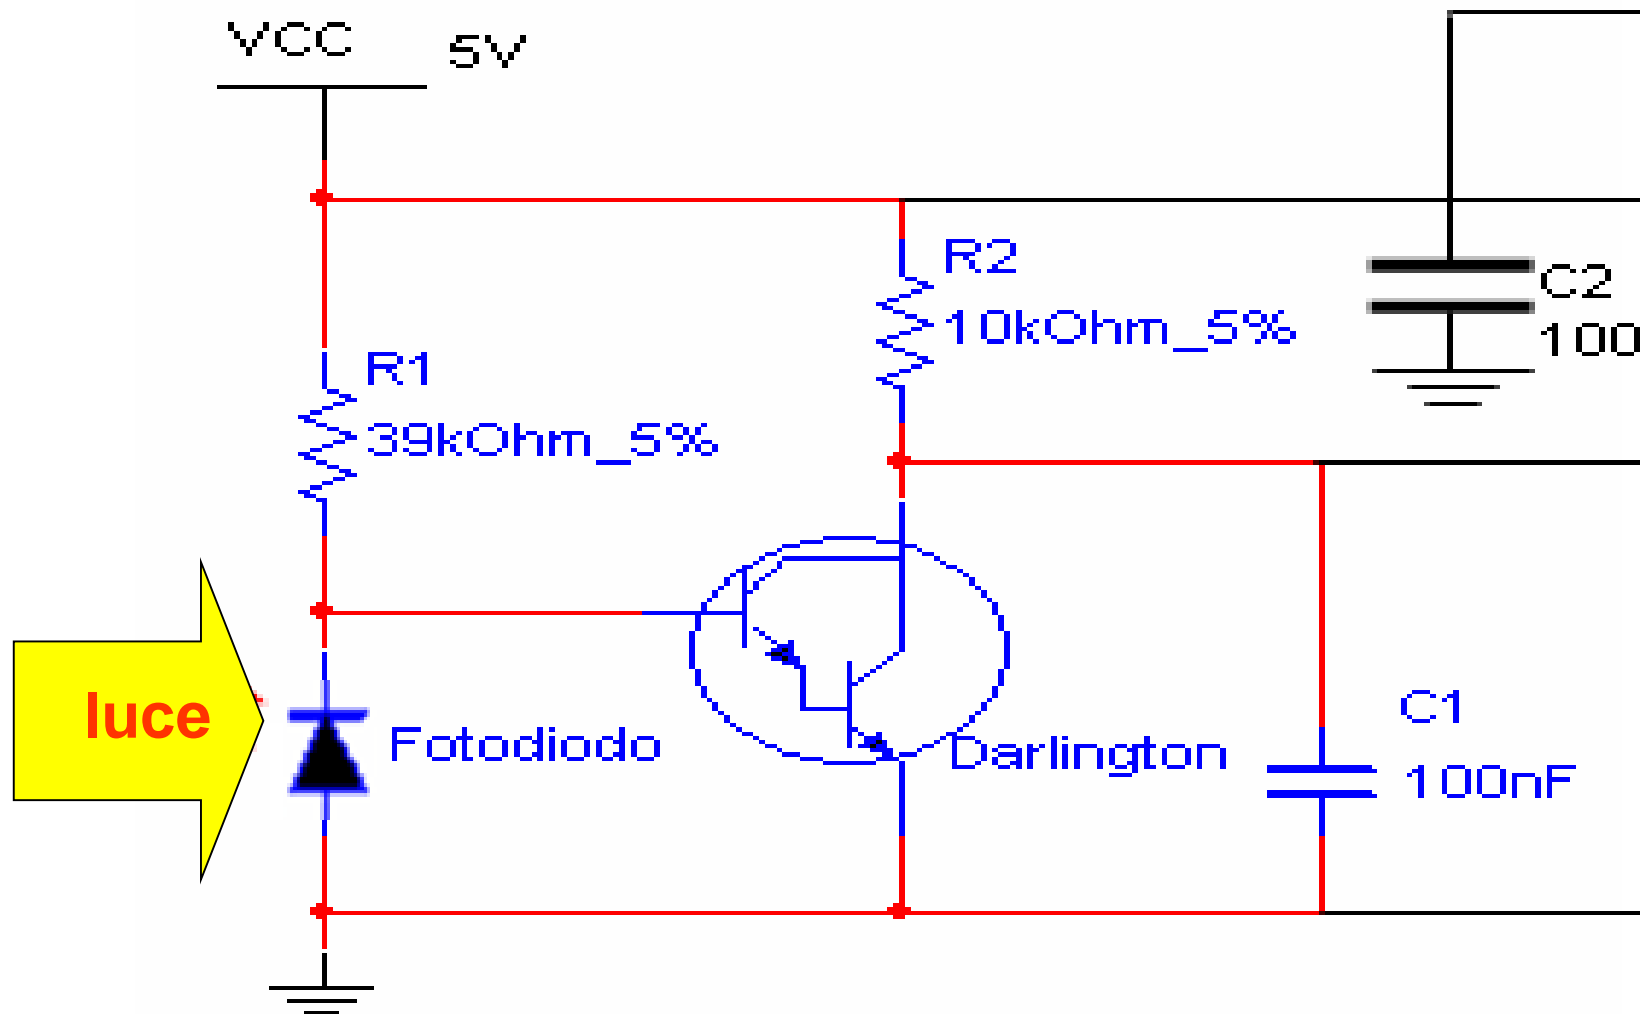 VCC 5V
R2
10kOhm_5%
C2
100
R1
39kOhm_5%
luce
Fotodiodo
Darlington
C1
100nF